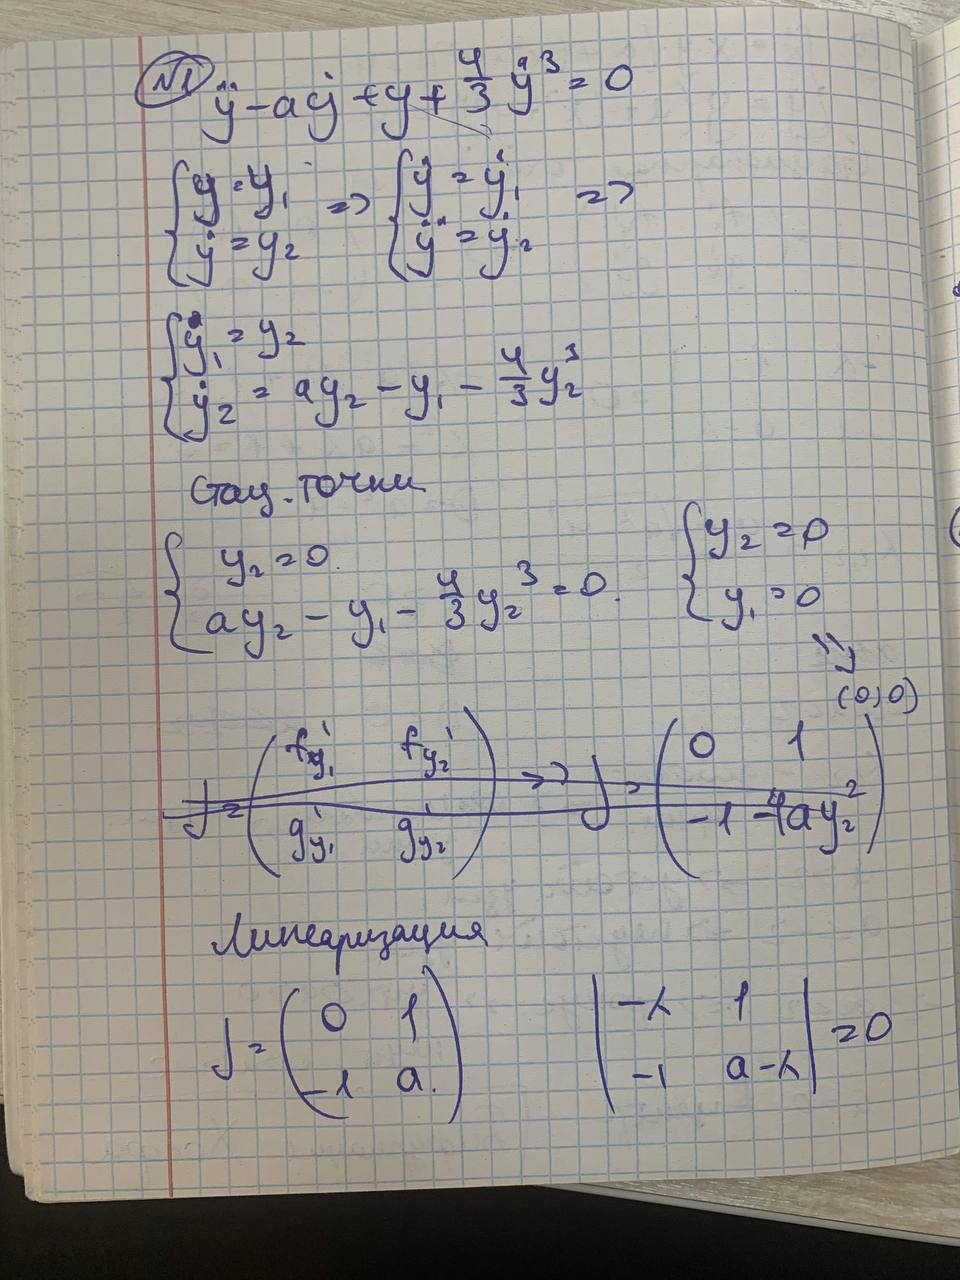 №1 ÿ - aẏ + y + 4/3 ẏ³ = 0
{ y = y₁ => { ẏ = ẏ₁ =>
{ ẏ = y₂ { ÿ = ẏ₂
{ ẏ₁ = y₂
{ ẏ₂ = ay₂ - y₁ - 4/3 y₂³
Стац. точки
{ y₂ = 0. { y₂ = 0
{ ay₂ - y₁ - 4/3 y₂³ = 0. { y₁ = 0
(0;0)
J = ( f'y₁ f'y₂ ) => J = ( 0 1 )
( g'y₁ g'y₂ ) ( -1 -4ay₂² )
Линеаризация
J = ( 0 1 ) | -λ 1 | = 0
( -1 a. ) | -1 a-λ |